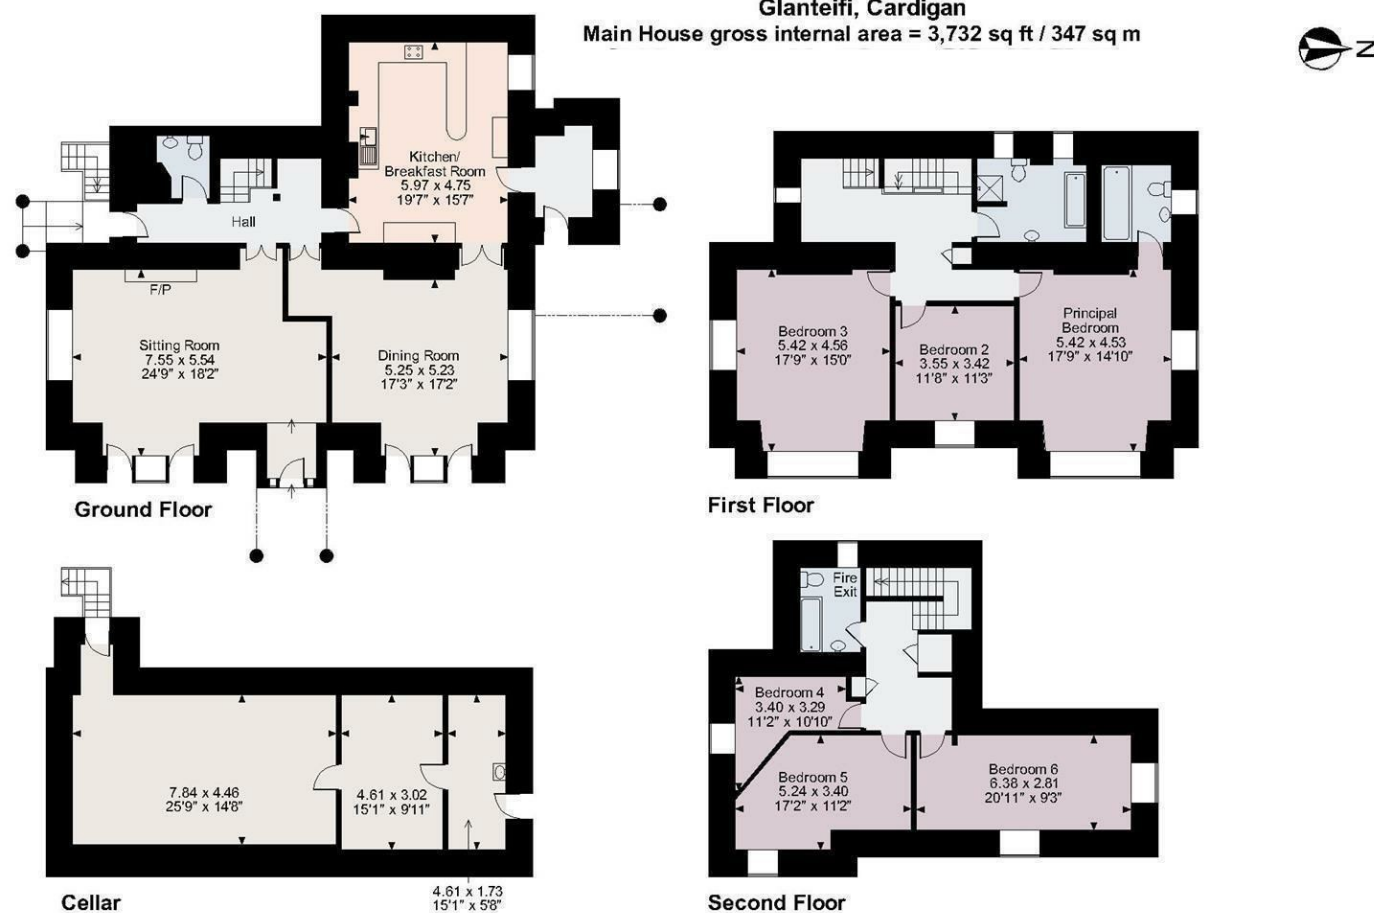 Glanteifi, Cardigan
Main House gross internal area = 3,732 sq ft / 347 sq m
N
Kitchen/
Breakfast Room
5.97 x 4.75
19'7" x 15'7"
Hall
F/P
Sitting Room
7.55 x 5.54
24'9" x 18'2"
Dining Room
5.25 x 5.23
17'3" x 17'2"
Ground Floor
Bedroom 3
5.42 x 4.56
17'9" x 15'0"
Bedroom 2
3.55 x 3.42
11'8" x 11'3"
Principal
Bedroom
5.42 x 4.53
17'9" x 14'10"
First Floor
7.84 x 4.46
25'9" x 14'8"
4.61 x 3.02
15'1" x 9'11"
4.61 x 1.73
15'1" x 5'8"
Cellar
Fire
Exit
Bedroom 4
3.40 x 3.29
11'2" x 10'10"
Bedroom 5
5.24 x 3.40
17'2" x 11'2"
Bedroom 6
6.38 x 2.81
20'11" x 9'3"
Second Floor